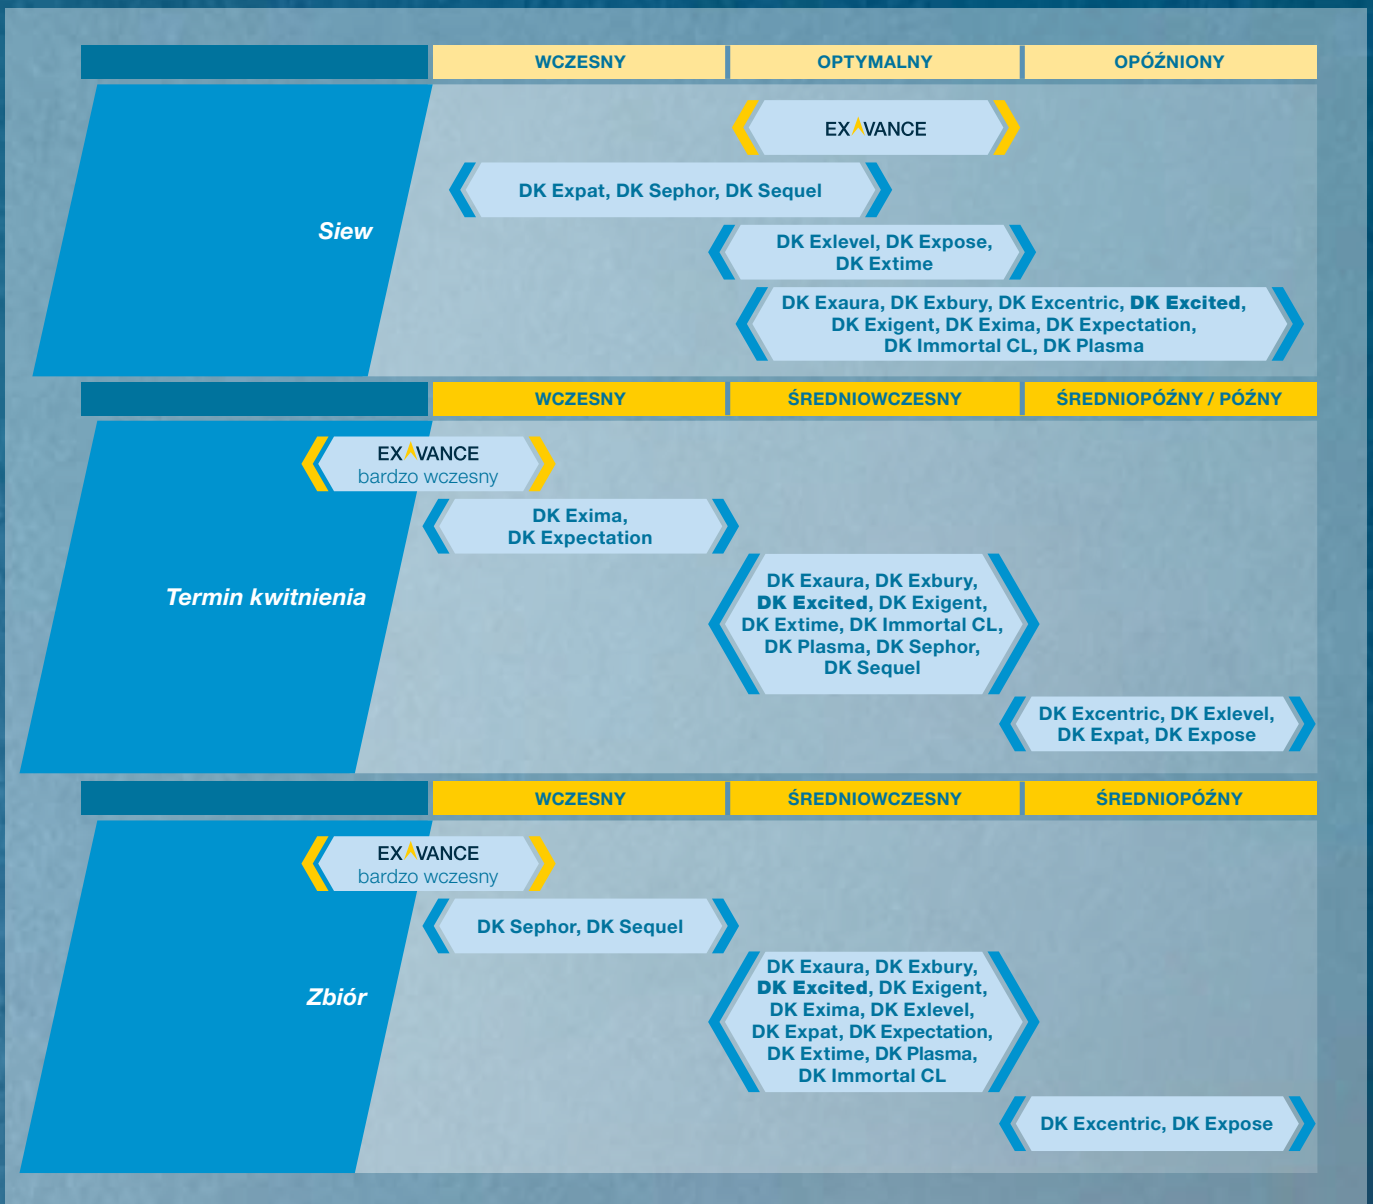 WCZESNY OPTYMALNY OPÓŹNIONY
EXAVANCE
DK Expat, DK Sephor, DK Sequel
Siew
DK Exlevel, DK Expose,
DK Extime
DK Exaura, DK Exbury, DK Excentric, DK Excited,
DK Exigent, DK Exima, DK Expectation,
DK Immortal CL, DK Plasma
WCZESNY ŚREDNIOWCZESNY ŚREDNIOPÓŹNY / PÓŹNY
EXAVANCE
bardzo wczesny
DK Exima,
DK Expectation
Termin kwitnienia
DK Exaura, DK Exbury,
DK Excited, DK Exigent,
DK Extime, DK Immortal CL,
DK Plasma, DK Sephor,
DK Sequel
DK Excentric, DK Exlevel,
DK Expat, DK Expose
WCZESNY ŚREDNIOWCZESNY ŚREDNIOPÓŹNY
EXAVANCE
bardzo wczesny
DK Sephor, DK Sequel
Zbiór
DK Exaura, DK Exbury,
DK Excited, DK Exigent,
DK Exima, DK Exlevel,
DK Expat, DK Expectation,
DK Extime, DK Plasma,
DK Immortal CL
DK Excentric, DK Expose